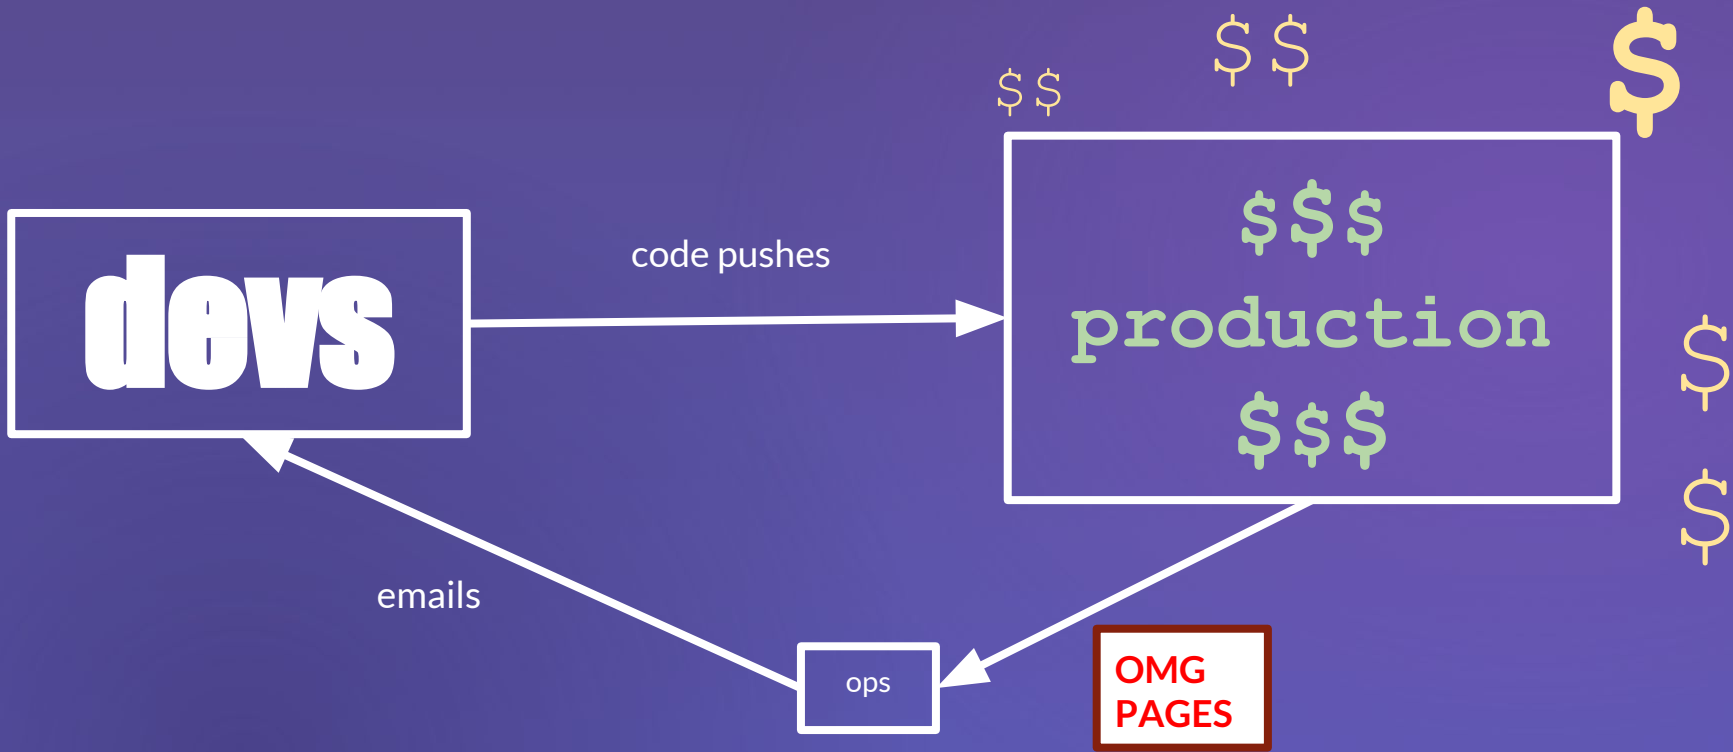 $$
$$
$
$$$
devs
code pushes
production
$
$$$
$
emails
ops
OMG
PAGES